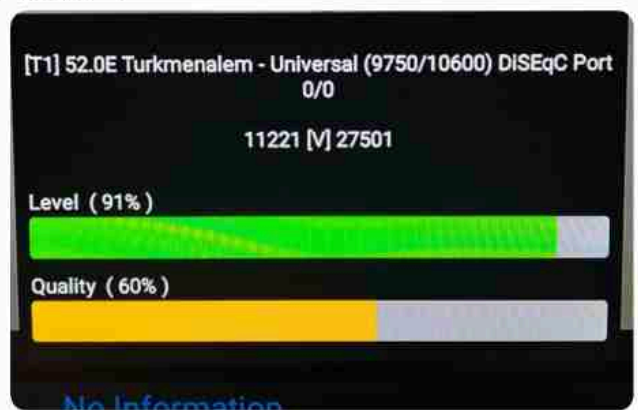 [T1] 52.0E Turkmenalem - Universal (9750/10600) DiSEqC Port
0/0
11221 [V] 27501
Level ( 91% )
Quality ( 60% )
No Information